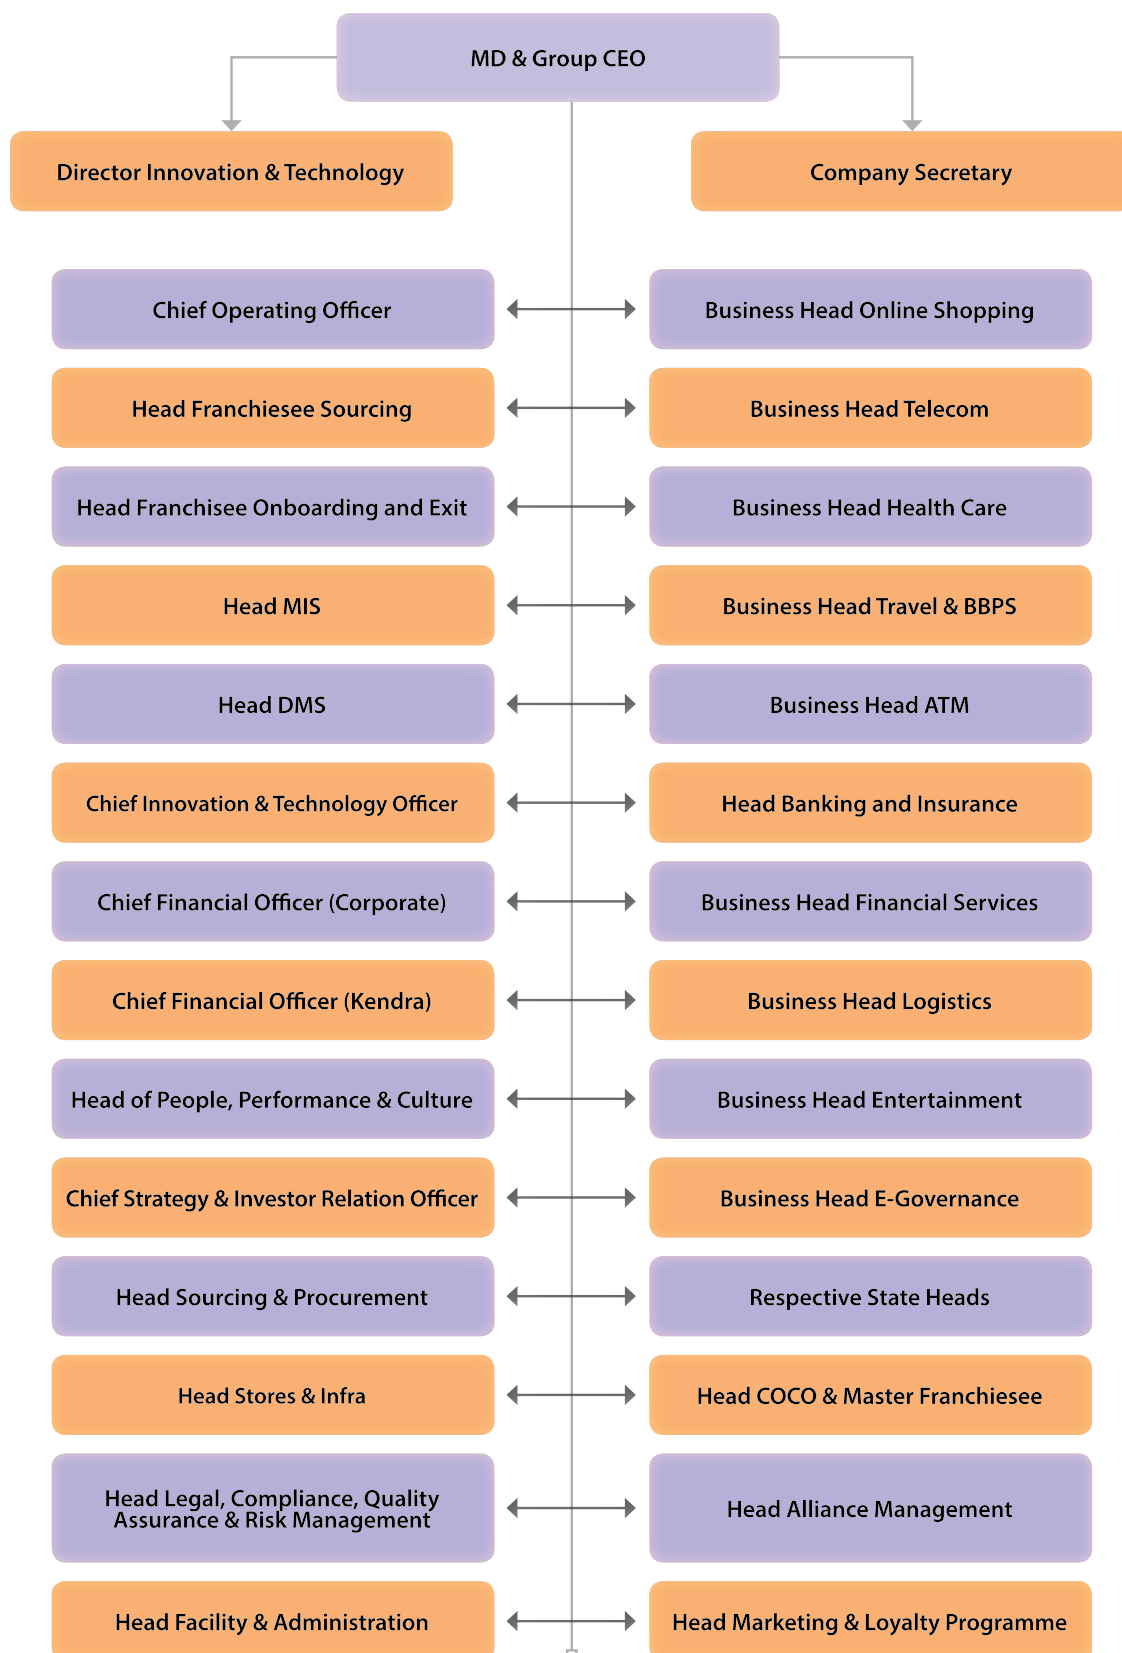 MD & Group CEO
Director Innovation & Technology
Company Secretary
Chief Operating Officer
Business Head Online Shopping
Head Franchiesee Sourcing
Business Head Telecom
Head Franchisee Onboarding and Exit
Business Head Health Care
Head MIS
Business Head Travel & BBPS
Head DMS
Business Head ATM
Chief Innovation & Technology Officer
Head Banking and Insurance
Chief Financial Officer (Corporate)
Business Head Financial Services
Chief Financial Officer (Kendra)
Business Head Logistics
Head of People, Performance & Culture
Business Head Entertainment
Chief Strategy & Investor Relation Officer
Business Head E-Governance
Head Sourcing & Procurement
Respective State Heads
Head Stores & Infra
Head COCO & Master Franchiesee
Head Legal, Compliance, Quality
Assurance & Risk Management
Head Alliance Management
Head Facility & Administration
Head Marketing & Loyalty Programme